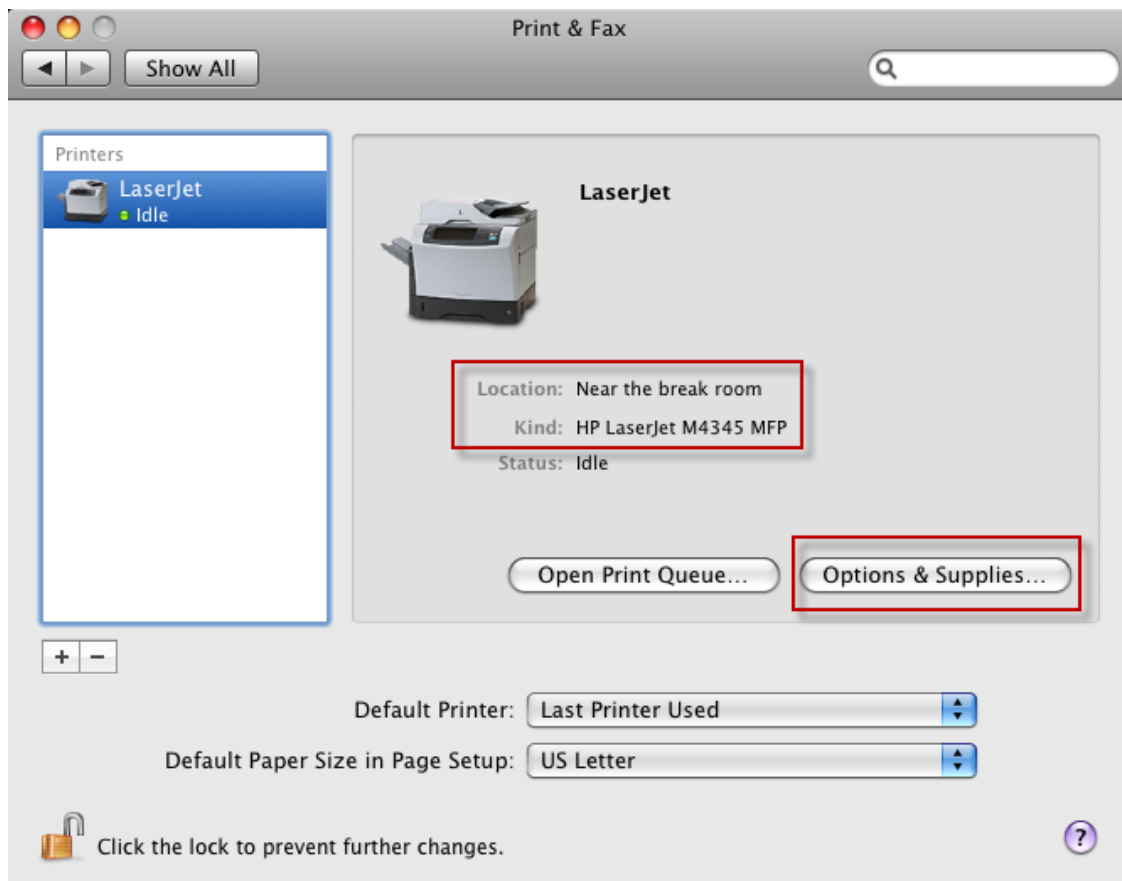 Print & Fax
Show All
Printers
LaserJet
Idle
LaserJet
Location: Near the break room
Kind: HP LaserJet M4345 MFP
Status: Idle
Open Print Queue...
Options & Supplies...
+ −
Default Printer: Last Printer Used
Default Paper Size in Page Setup: US Letter
Click the lock to prevent further changes.
?